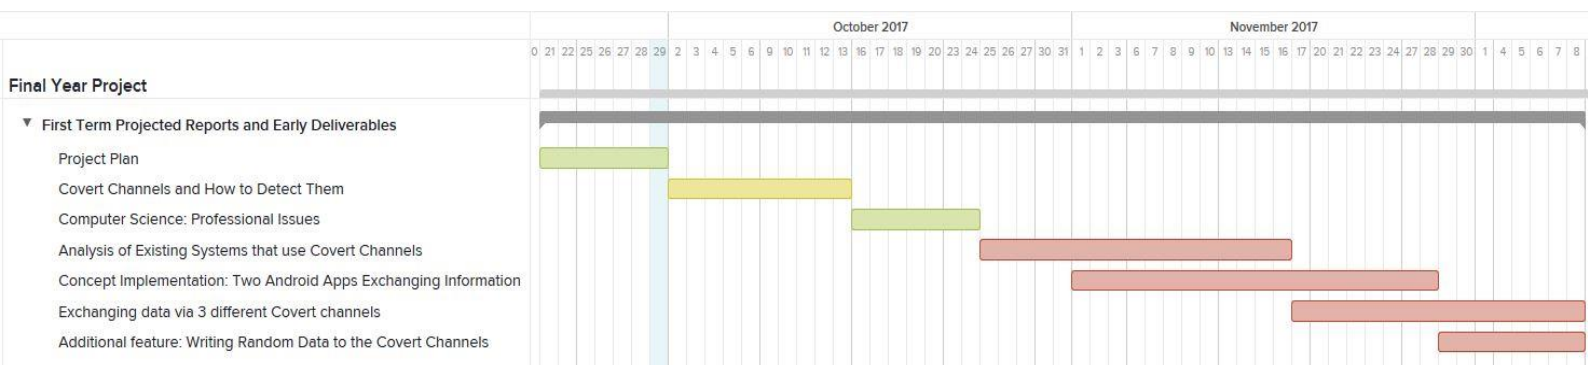 October 2017 November 2017
0 21 22 25 26 27 28 29 2 3 4 5 6 9 10 11 12 13 16 17 18 19 20 23 24 25 26 27 30 31 1 2 3 6 7 8 9 10 13 14 15 16 17 20 21 22 23 24 27 28 29 30 1 4 5 6 7 8
Final Year Project
First Term Projected Reports and Early Deliverables
Project Plan
Covert Channels and How to Detect Them
Computer Science: Professional Issues
Analysis of Existing Systems that use Covert Channels
Concept Implementation: Two Android Apps Exchanging Information
Exchanging data via 3 different Covert channels
Additional feature: Writing Random Data to the Covert Channels